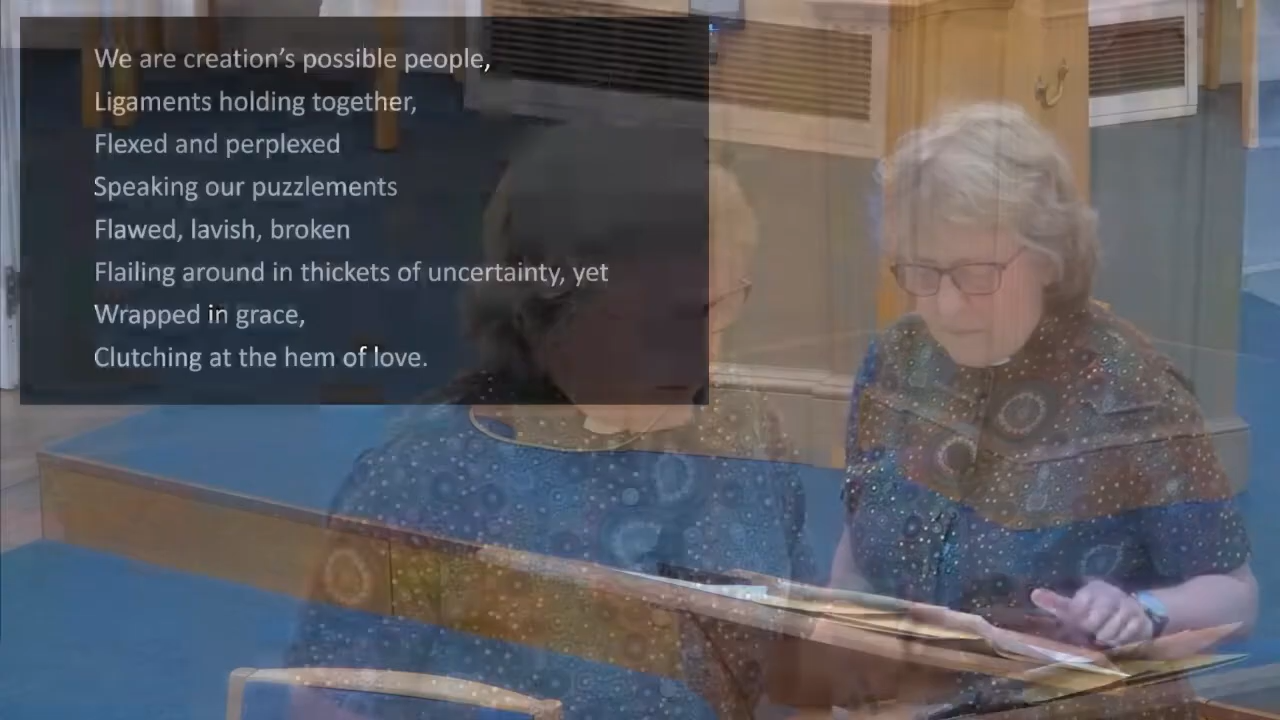 We are creation’s possible people,
Ligaments holding together,
Flexed and perplexed
Speaking our puzzlements
Flawed, lavish, broken
Flailing around in thickets of uncertainty, yet
Wrapped in grace,
Clutching at the hem of love.